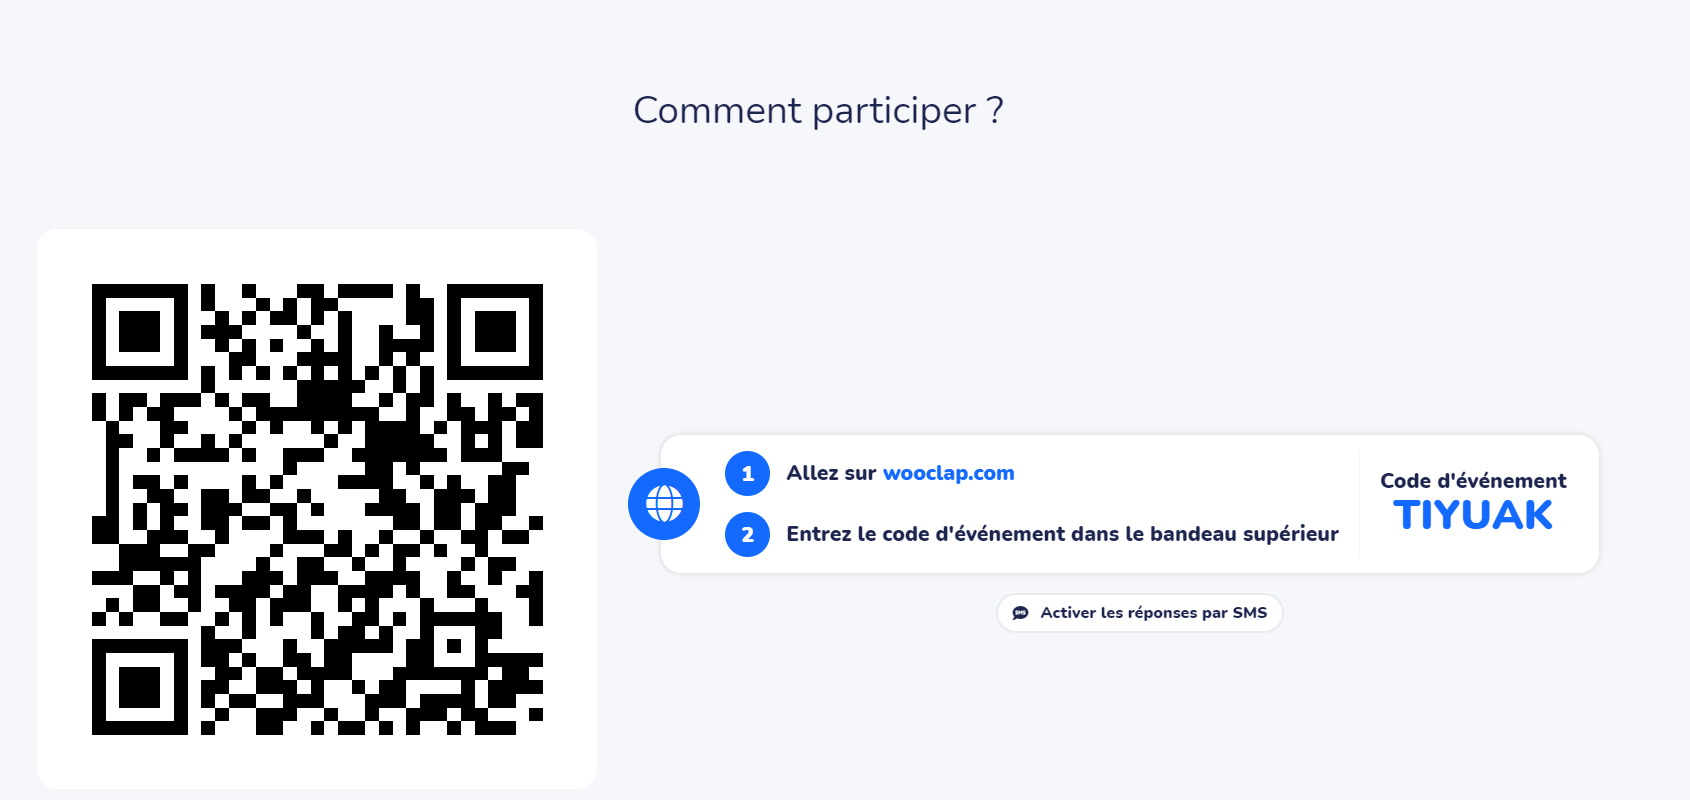 Comment participer ?
1 Allez sur wooclap.com
2 Entrez le code d'événement dans le bandeau supérieur
Code d'événement
TIYUAK
SMS Activer les réponses par SMS